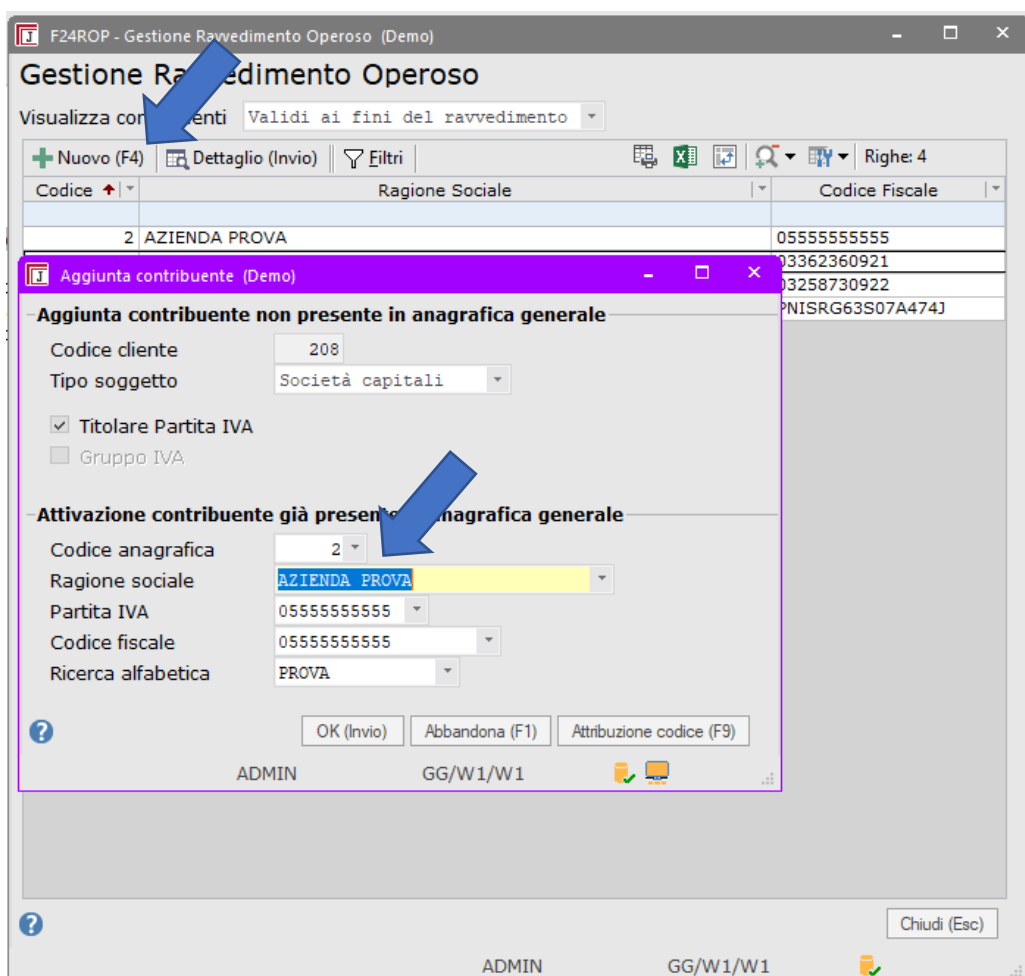 F24ROP - Gestione Ravvedimento Operoso (Demo)
Gestione Ravvedimento Operoso
Visualizza Validi ai fini del ravvedimento
Nuovo (F4) Dettaglio (Invio) Filtri Righe: 4
Codice Ragione Sociale Codice Fiscale
2 AZIENDA PROVA 05555555555
03362360921
Aggiunta contribuente (Demo)
03258730922
PNISRG63S07A474J
Aggiunta contribuente non presente in anagrafica generale
Codice cliente 208
Tipo soggetto Società capitali
Titolare Partita IVA
Gruppo IVA
Attivazione contribuente già presente anagrafica generale
Codice anagrafica 2
Ragione sociale AZIENDA PROVA
Partita IVA 05555555555
Codice fiscale 05555555555
Ricerca alfabetica PROVA
OK (Invio) Abbandona (F1) Attribuzione codice (F9)
ADMIN GG/W1/W1
Chiudi (Esc)
ADMIN GG/W1/W1